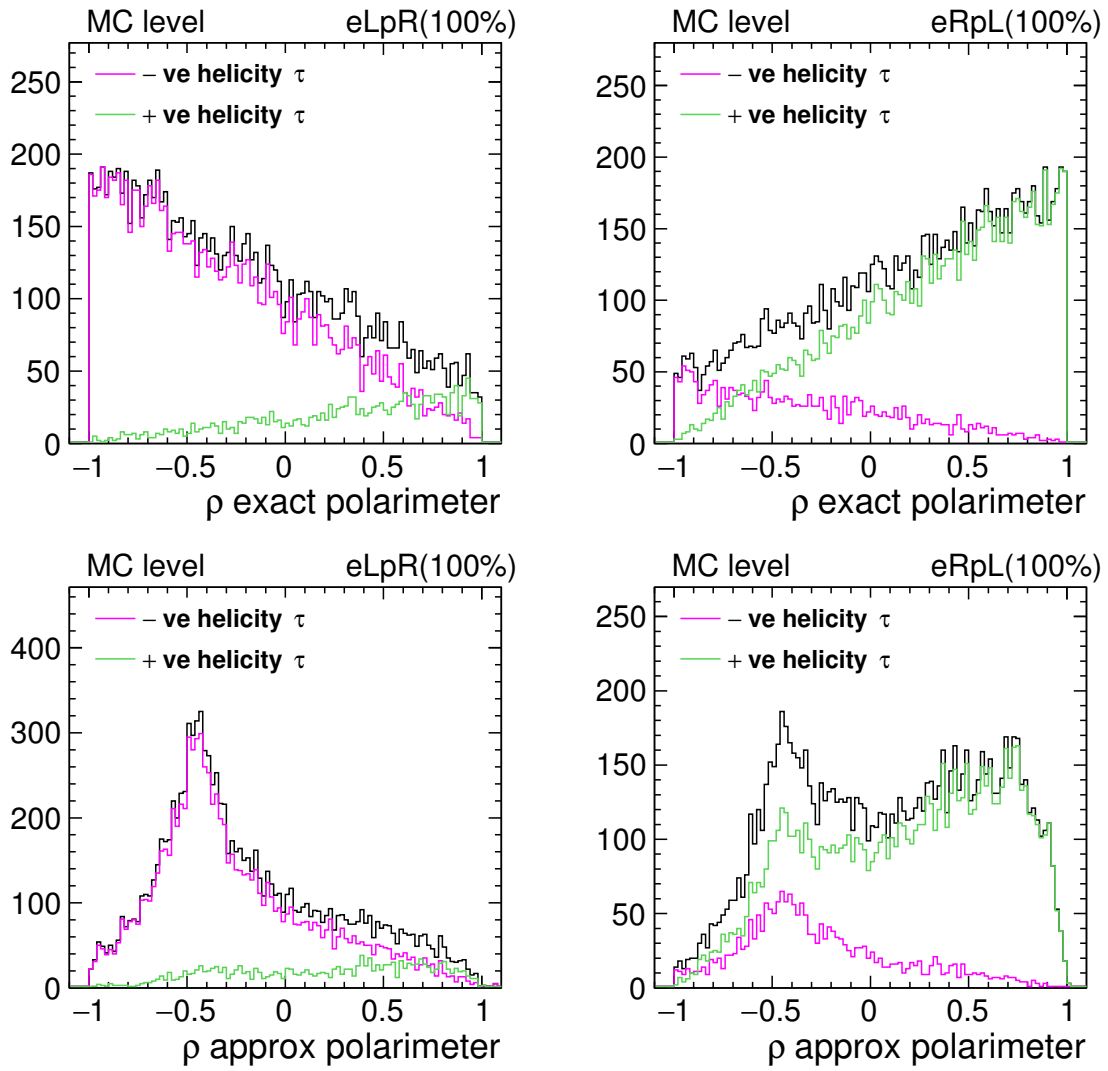 MC level eLpR(100%)
− ve helicity τ
+ ve helicity τ
250
200
150
100
50
0
−1 −0.5 0 0.5 1
ρ exact polarimeter
MC level eRpL(100%)
− ve helicity τ
+ ve helicity τ
250
200
150
100
50
0
−1 −0.5 0 0.5 1
ρ exact polarimeter
MC level eLpR(100%)
− ve helicity τ
+ ve helicity τ
400
300
200
100
0
−1 −0.5 0 0.5 1
ρ approx polarimeter
MC level eRpL(100%)
− ve helicity τ
+ ve helicity τ
250
200
150
100
50
0
−1 −0.5 0 0.5 1
ρ approx polarimeter